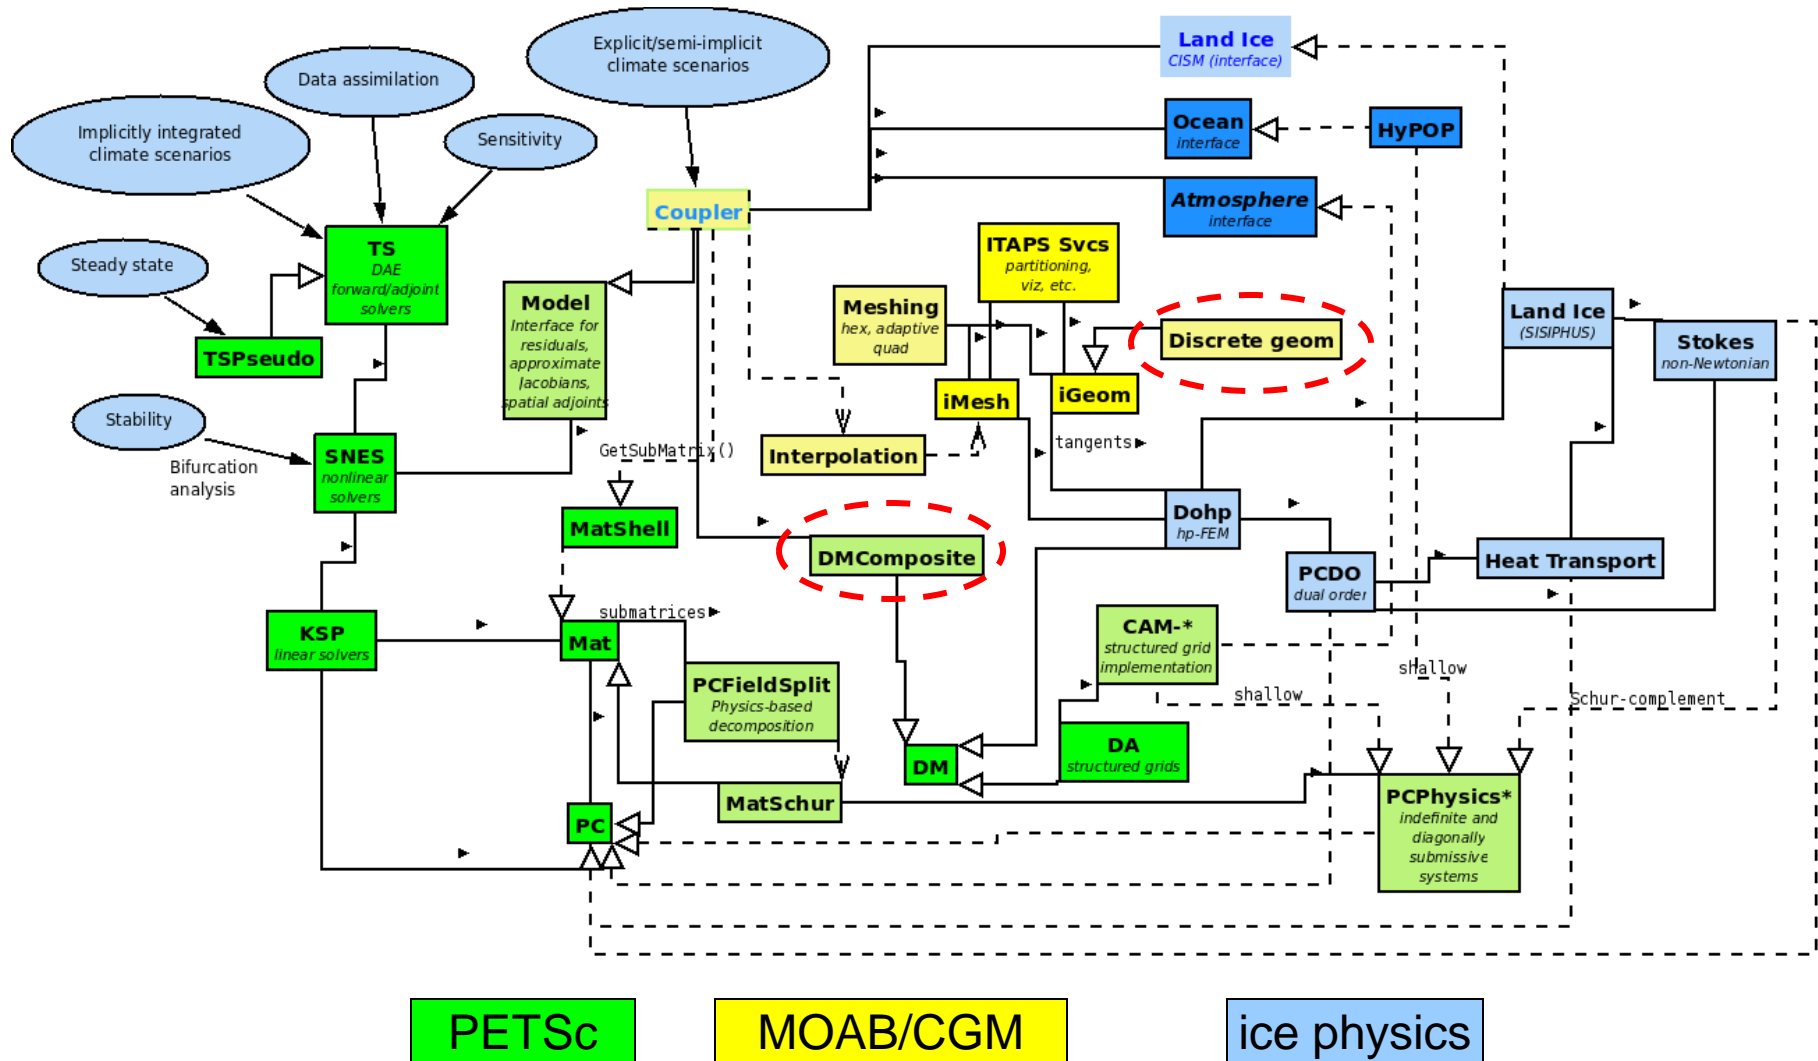 Explicit/semi-implicit
climate scenarios
Data assimilation
Implicitly integrated
climate scenarios
Sensitivity
Steady state
Stability
Bifurcation
analysis
TS
DAE
forward/adjoint
solvers
TSPseudo
SNES
nonlinear
solvers
KSP
linear solvers
Coupler
Model
Interface for
residuals,
approximate
Jacobians,
spatial adjoints
GetSubMatrix()
MatShell
Mat
submatrices
PCFieldSplit
Physics-based
decomposition
MatSchur
PC
Land Ice
CISM (interface)
Ocean
interface
HyPOP
Atmosphere
interface
ITAPS Svcs
partitioning,
viz, etc.
Meshing
hex, adaptive
quad
Discrete geom
iMesh
iGeom
tangents
Interpolation
DMComposite
DM
Dohp
hp-FEM
PCDO
dual order
Land Ice
(SISIPHUS)
Stokes
non-Newtonian
Heat Transport
CAM-*
structured grid
implementation
DA
structured grids
shallow
shallow
Schur-complement
PCPhysics*
indefinite and
diagonally
submissive
systems
PETSc
MOAB/CGM
ice physics